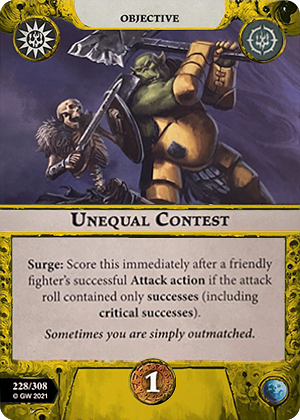 OBJECTIVE
UNEQUAL CONTEST
Surge: Score this immediately after a friendly
fighter's successful Attack action if the attack
roll contained only successes (including
critical successes).
Sometimes you are simply outmatched.
228/308
© GW 2021
1